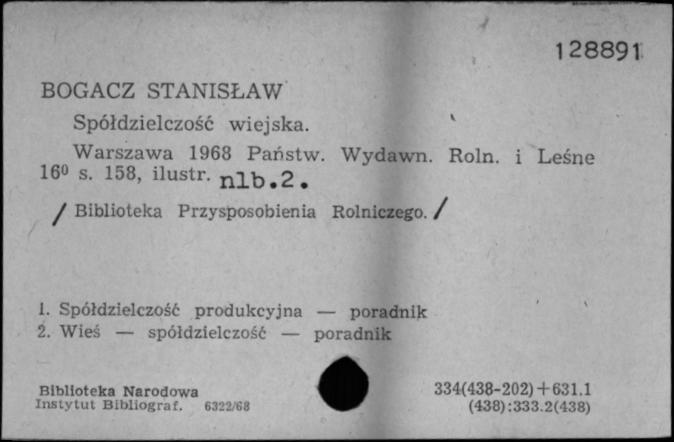 128891
BOGACZ STANISŁAW
Spółdzielczość wiejska.
Warszawa 1968 Państw. Wydawn. Roln. i Leśne
16⁰ s. 158, ilustr. nlb.2.
/ Biblioteka Przysposobienia Rolniczego. /
1. Spółdzielczość produkcyjna — poradnik
2. Wieś — spółdzielczość — poradnik
Biblioteka Narodowa
Instytut Bibliograf. 6322/68
334(438-202)+631.1
(438):333.2(438)